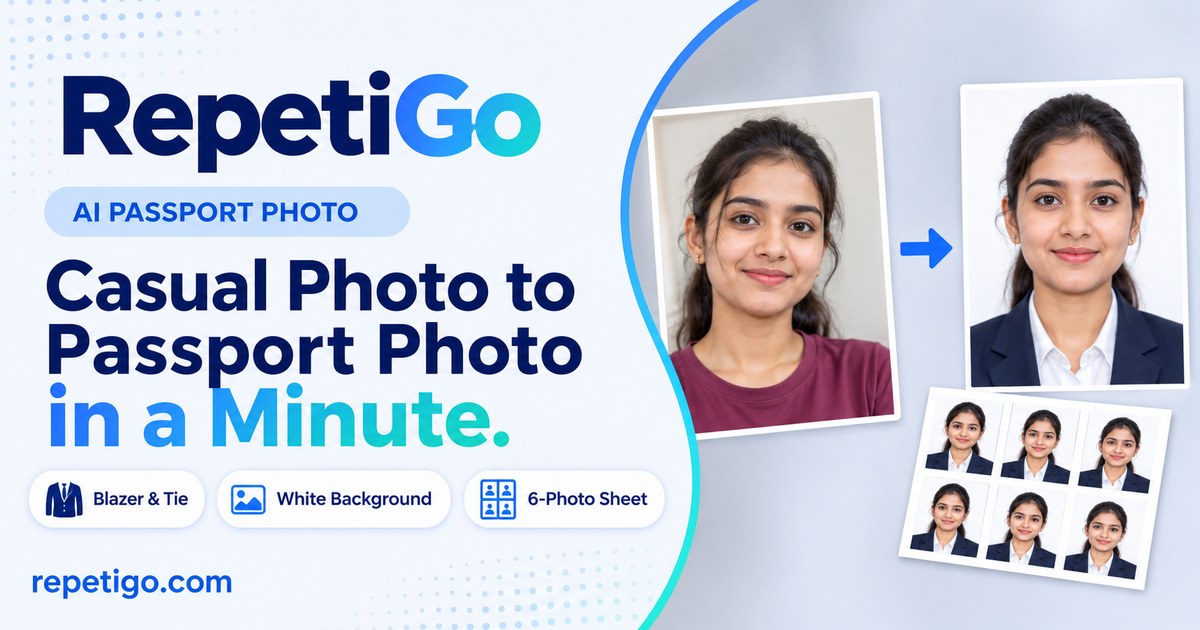 RepetiGo
AI PASSPORT PHOTO
Casual Photo to
Passport Photo
in a Minute.
Blazer & Tie
White Background
6-Photo Sheet
repetigo.com